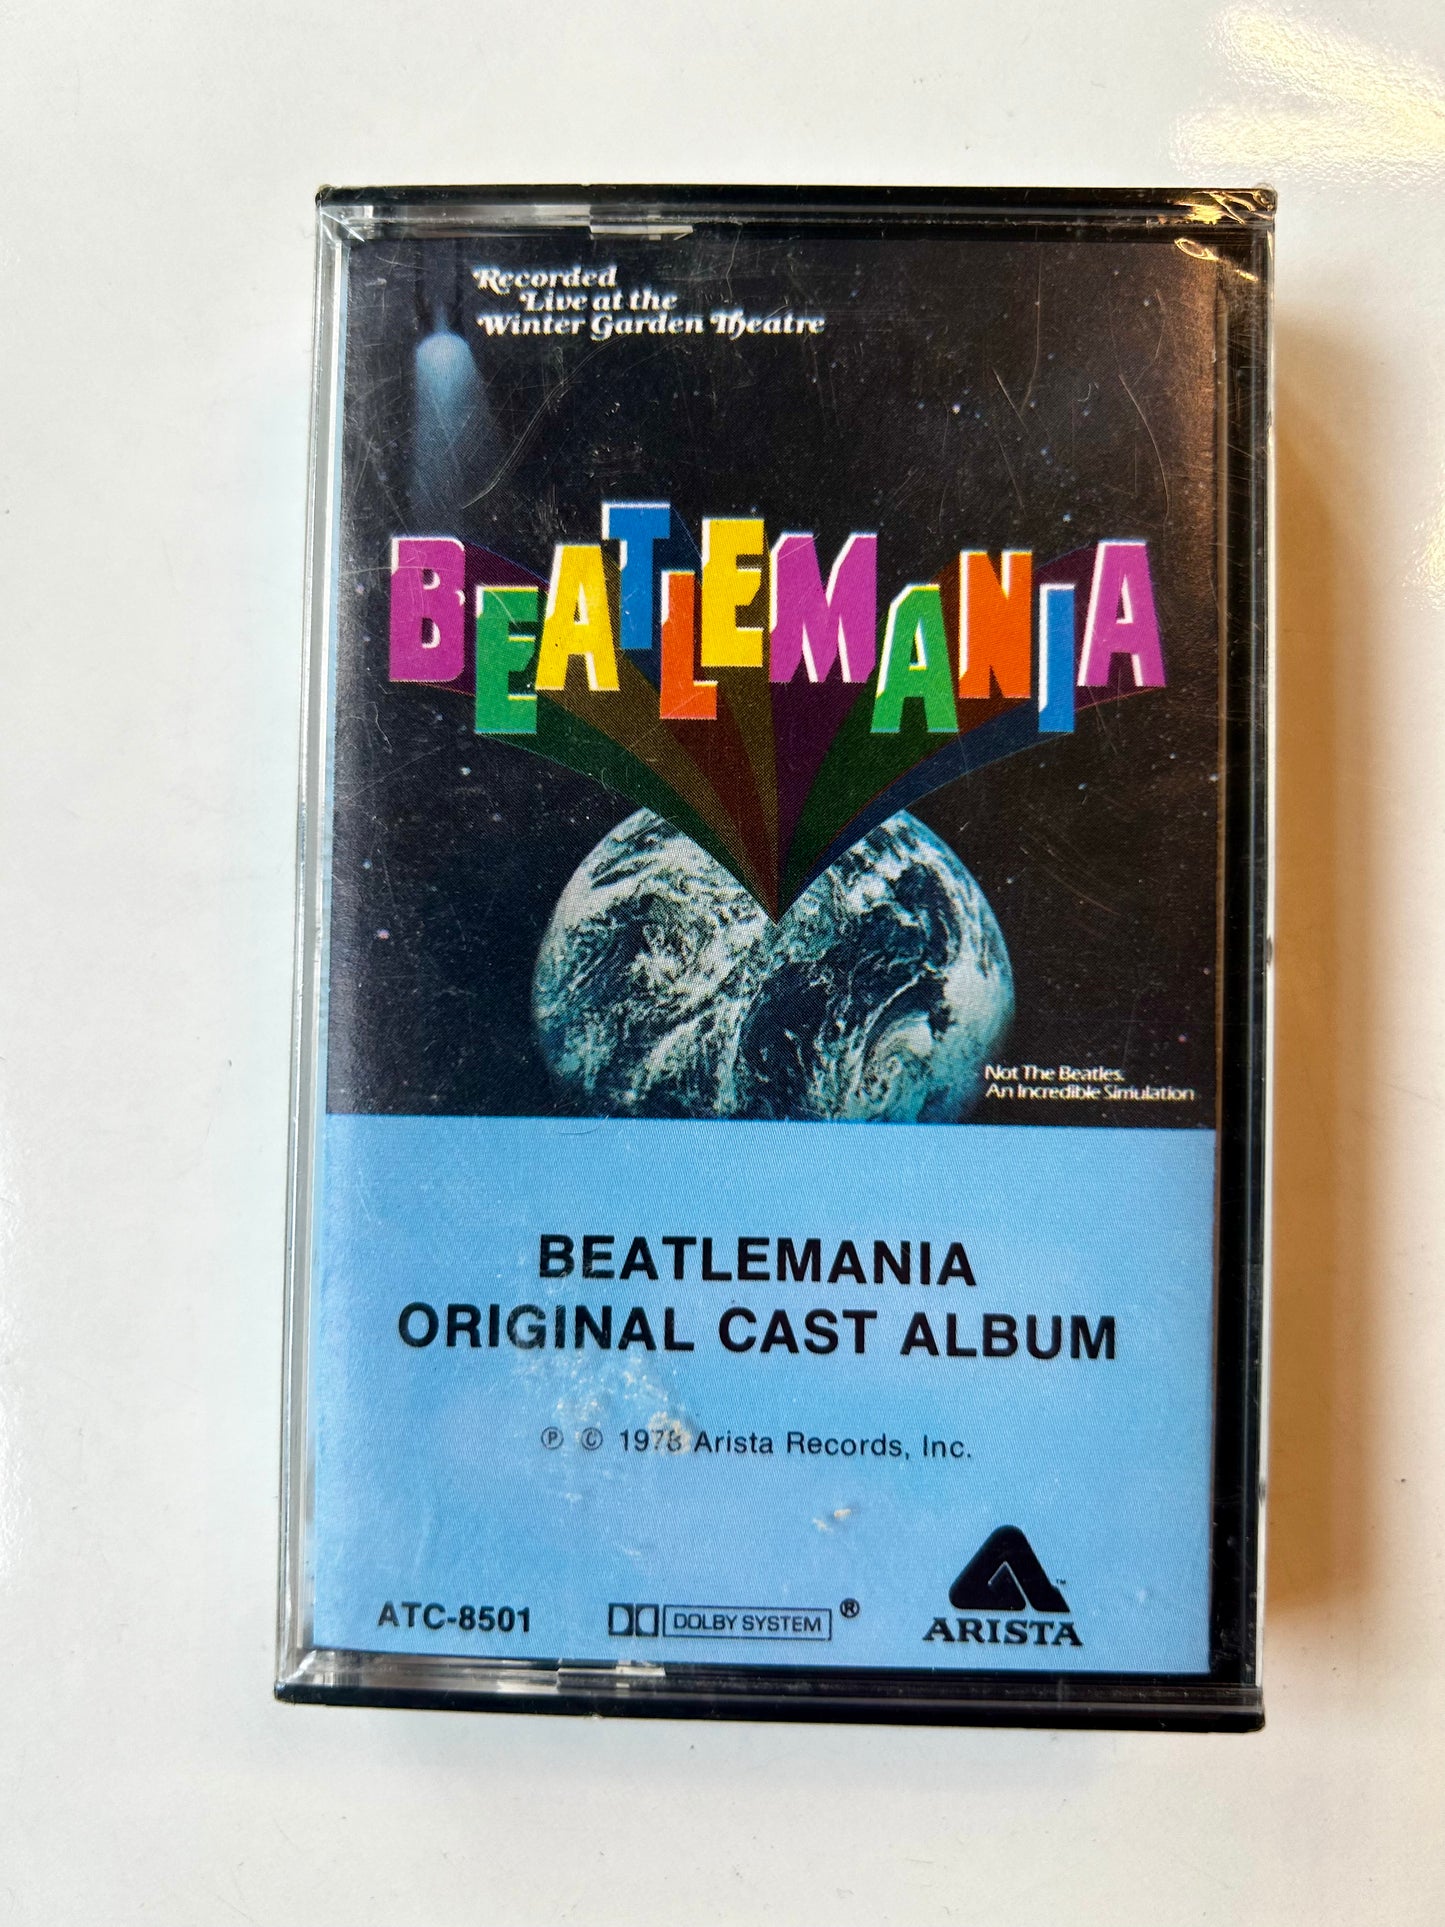 Recorded
Live at the
Winter Garden Theatre
BEATLEMANIA
Not The Beatles.
An Incredible Simulation
BEATLEMANIA
ORIGINAL CAST ALBUM
℗ © 1978 Arista Records, Inc.
ATC-8501
DOLBY SYSTEM ®
ARISTA ™